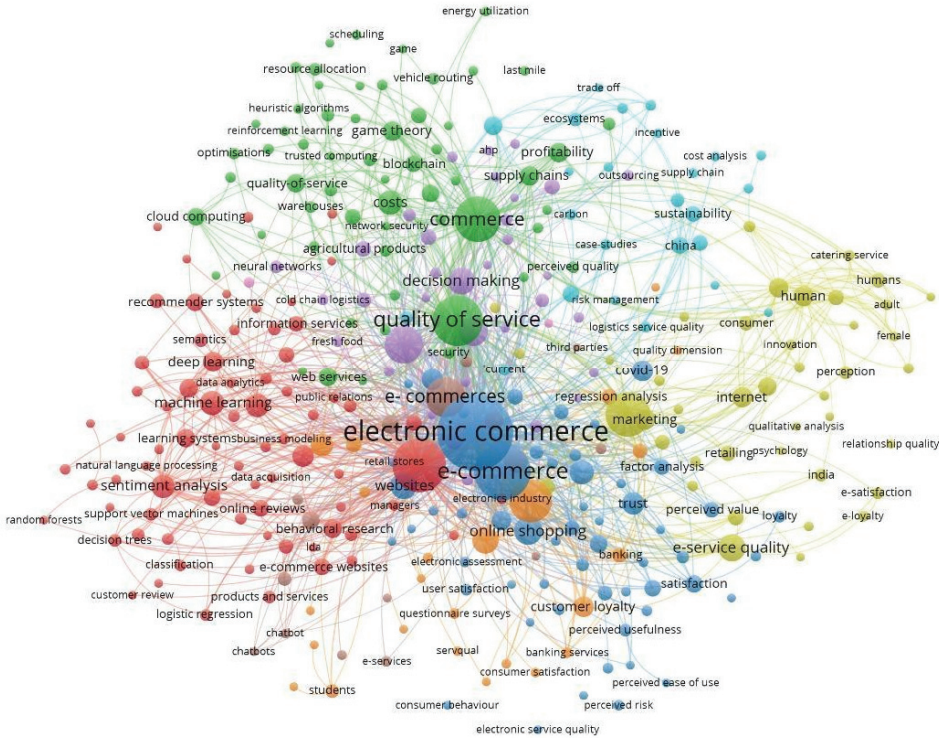 energy utilization
scheduling
game
resource allocation
vehicle routing
last mile
trade off
heuristic algorithms
ecosystems
reinforcement learning
game theory
incentive
optimisations
trusted computing
blockchain
ahp
profitability
cost analysis
quality-of-service
supply chains
outsourcing
supply chain
warehouses
costs
cloud computing
commerce
carbon
sustainability
network security
agricultural products
case-studies
china
catering service
neural networks
decision making
perceived quality
humans
recommender systems
cold chain logistics
risk management
human
adult
information services
quality of service
logistics service quality
consumer
semantics
fresh food
security
third parties
quality dimension
innovation
female
deep learning
web services
'current
covid-19
perception
data analytics
public relations
e- commerces
regression analysis
internet
machine learning
marketing
electronic commerce
qualitative analysis
learning systems
business modeling
retailing
psychology
relationship quality
natural language processing
retail stores
e-commerce
factor analysis
data acquisition
websites
india
sentiment analysis
electronics industry
e-satisfaction
managers
trust
random forests
support vector machines
online reviews
perceived value
loyalty
e-loyalty
behavioral research
online shopping
decision trees
lda
banking
e-service quality
classification
e-commerce websites
electronic assessment
satisfaction
customer review
products and services
user satisfaction
customer loyalty
logistic regression
questionnaire surveys
chatbot
perceived usefulness
chatbots
e-services
servqual
banking services
consumer satisfaction
students
perceived ease of use
consumer behaviour
perceived risk
electronic service quality